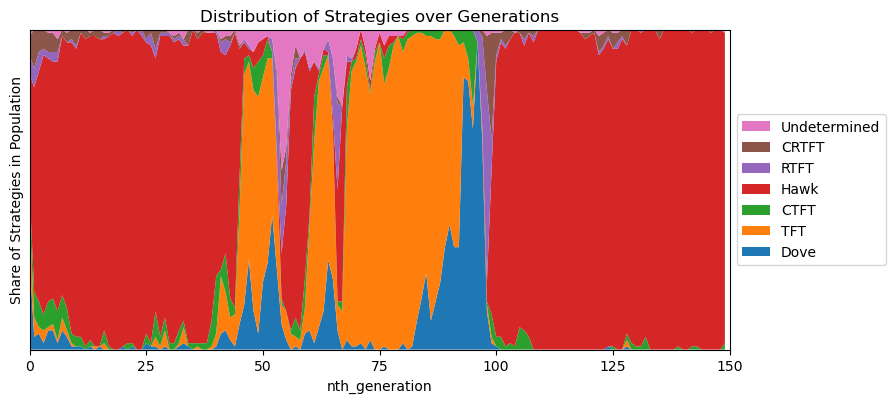 Distribution of Strategies over Generations
Share of Strategies in Population
Undetermined
CRTFT
RTFT
Hawk
CTFT
TFT
Dove
0
25
50
75
100
125
150
nth_generation